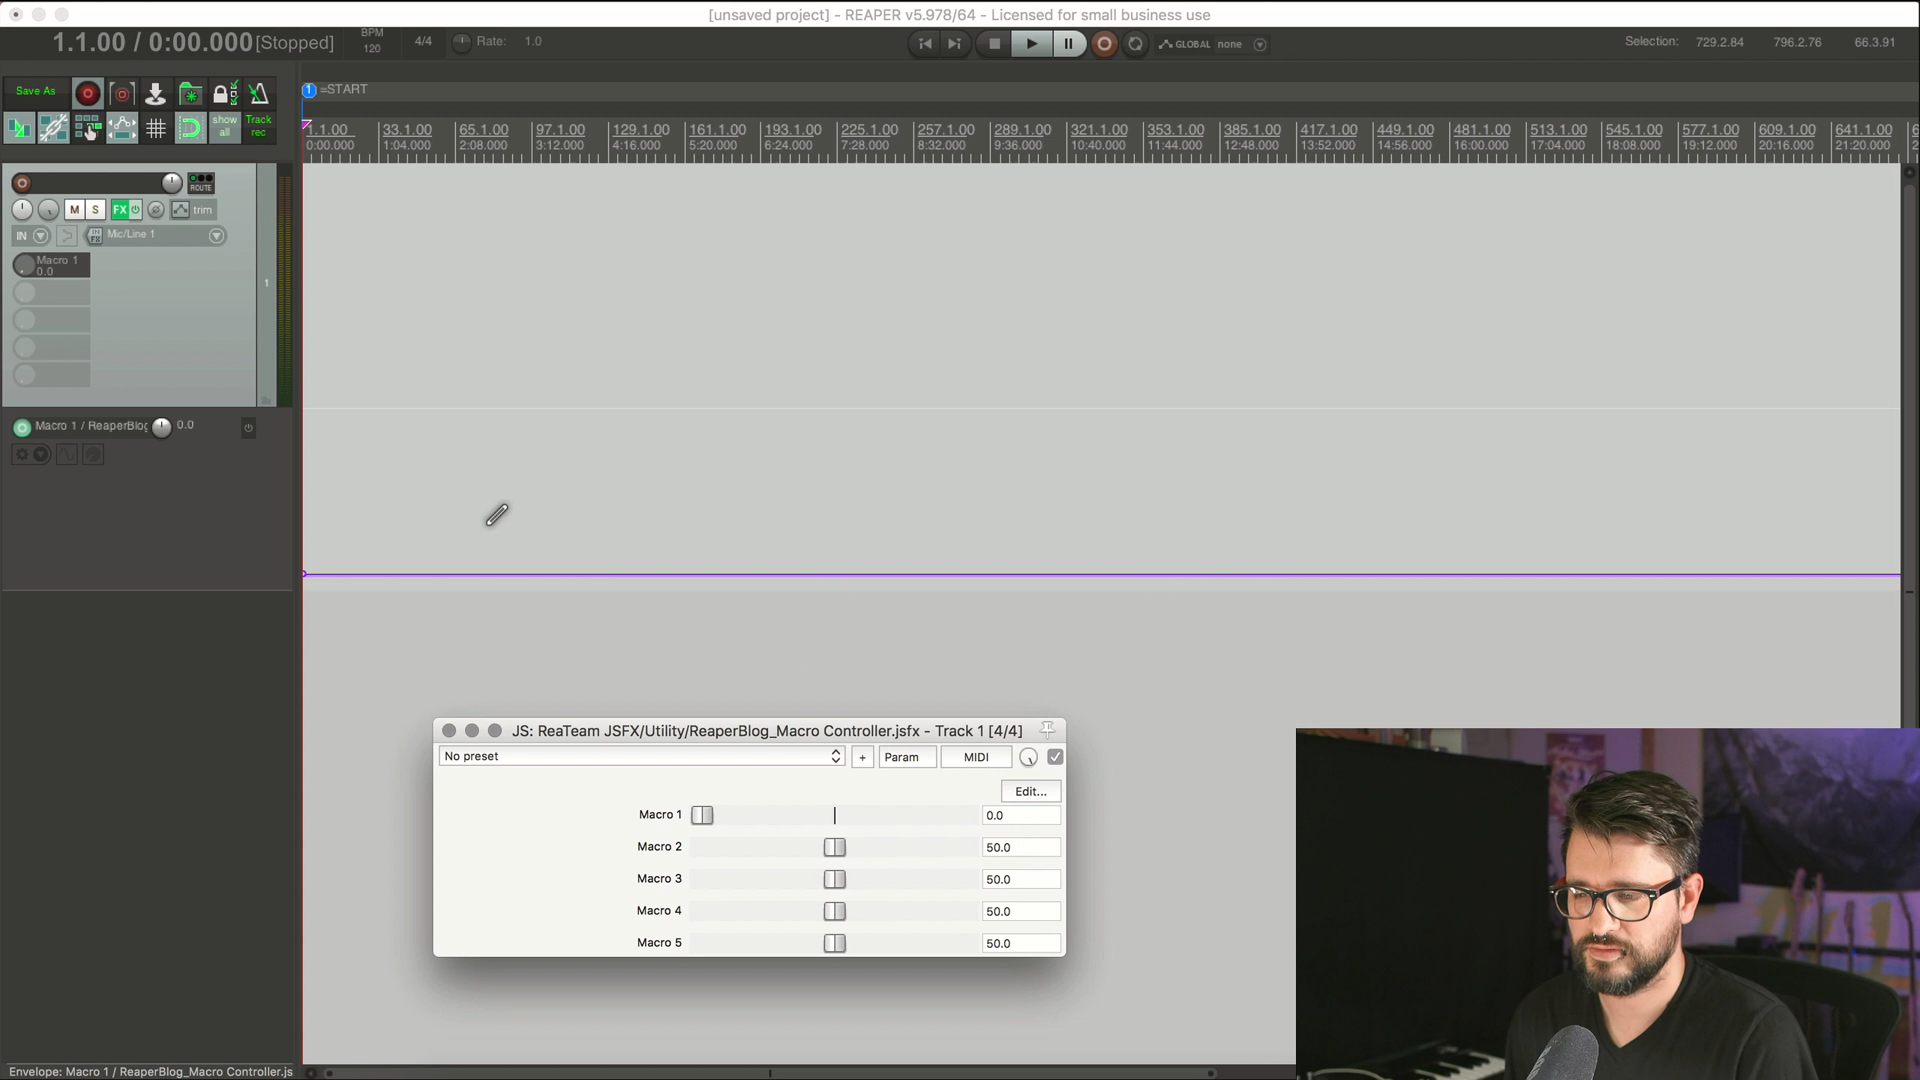 [unsaved project] - REAPER v5.978/64 - Licensed for small business use
1.1.00 / 0:00.000 [Stopped]
BPM
120
4/4
Rate: 1.0
GLOBAL none
Selection: 729.2.84 796.2.76 66.3.91
Save As
show all
Track rec
1 =START
1.1.00 33.1.00 65.1.00 97.1.00 129.1.00 161.1.00 193.1.00 225.1.00 257.1.00 289.1.00 321.1.00 353.1.00 385.1.00 417.1.00 449.1.00 481.1.00 513.1.00 545.1.00 577.1.00 609.1.00 641.1.00
0:00.000 1:04.000 2:08.000 3:12.000 4:16.000 5:20.000 6:24.000 7:28.000 8:32.000 9:36.000 10:40.000 11:44.000 12:48.000 13:52.000 14:56.000 16:00.000 17:04.000 18:08.000 19:12.000 20:16.000 21:20.000
ROUTE
M S FX trim
IN IN FX Mic/Line 1
Macro 1
0.0
1
Macro 1 / ReaperBlog 0.0
JS: ReaTeam JSFX/Utility/ReaperBlog_Macro Controller.jsfx - Track 1 [4/4]
No preset + Param MIDI
Edit...
Macro 1 0.0
Macro 2 50.0
Macro 3 50.0
Macro 4 50.0
Macro 5 50.0
Envelope: Macro 1 / ReaperBlog_Macro Controller.js